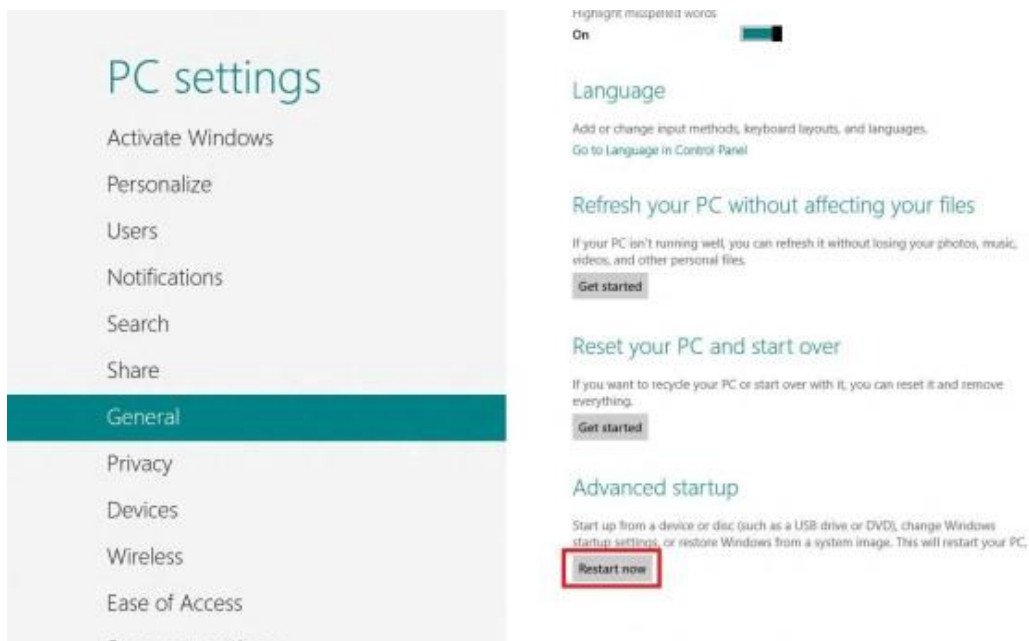 PC settings
Activate Windows
Personalize
Users
Notifications
Search
Share
General
Privacy
Devices
Wireless
Ease of Access
Highlight misspelled words
On
Language
Add or change input methods, keyboard layouts, and languages.
Go to Language in Control Panel
Refresh your PC without affecting your files
If your PC isn't running well, you can refresh it without losing your photos, music,
videos, and other personal files.
Get started
Reset your PC and start over
If you want to recycle your PC or start over with it, you can reset it and remove
everything.
Get started
Advanced startup
Start up from a device or disc (such as a USB drive or DVD), change Windows
startup settings, or restore Windows from a system image. This will restart your PC.
Restart now